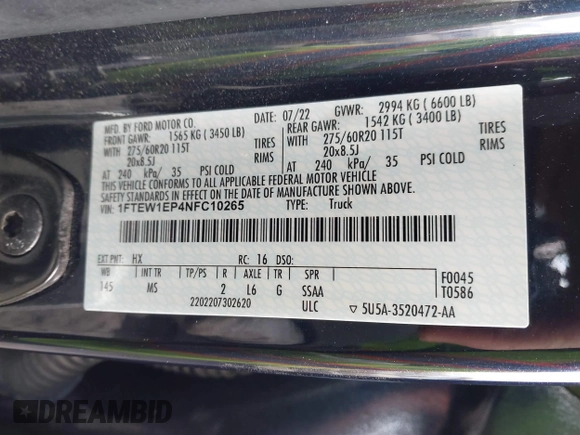 MFD. BY FORD MOTOR CO.
DATE: 07/22 GVWR: 2994 KG ( 6600 LB)
FRONT GAWR: 1565 KG ( 3450 LB) REAR GAWR: 1542 KG ( 3400 LB)
WITH 275/60R20 115T TIRES WITH 275/60R20 115T TIRES
20x8.5J RIMS 20x8.5J RIMS
AT 240 kPa/ 35 PSI COLD AT 240 kPa/ 35 PSI COLD
THIS VEHICLE CONFORMS TO ALL APPLICABLE FEDERAL MOTOR VEHICLE
SAFETY STANDARDS IN EFFECT ON THE DATE OF MANUFACTURE SHOWN ABOVE.
VIN: 1FTEW1EP4NFC10265 TYPE: Truck
EXT PNT: HX RC: 16 DSO: F0045
WB INT TR TP/PS R AXLE TR SPR T0586
145 MS 2 L6 G SSAA
2202207302620 ULC ▽ 5U5A-3520472-AA
DREAMBID